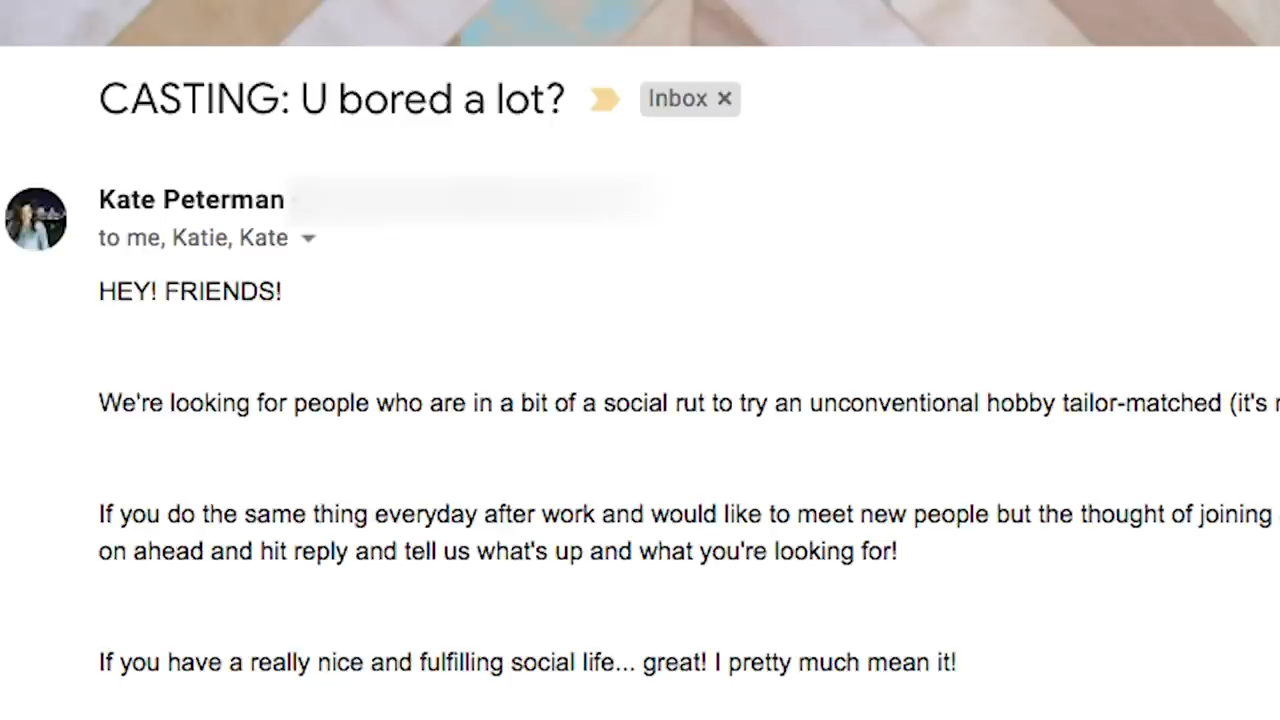 CASTING: U bored a lot? Inbox ×
Kate Peterman
to me, Katie, Kate
HEY! FRIENDS!
We're looking for people who are in a bit of a social rut to try an unconventional hobby tailor-matched (it's
If you do the same thing everyday after work and would like to meet new people but the thought of joining
on ahead and hit reply and tell us what's up and what you're looking for!
If you have a really nice and fulfilling social life... great! I pretty much mean it!